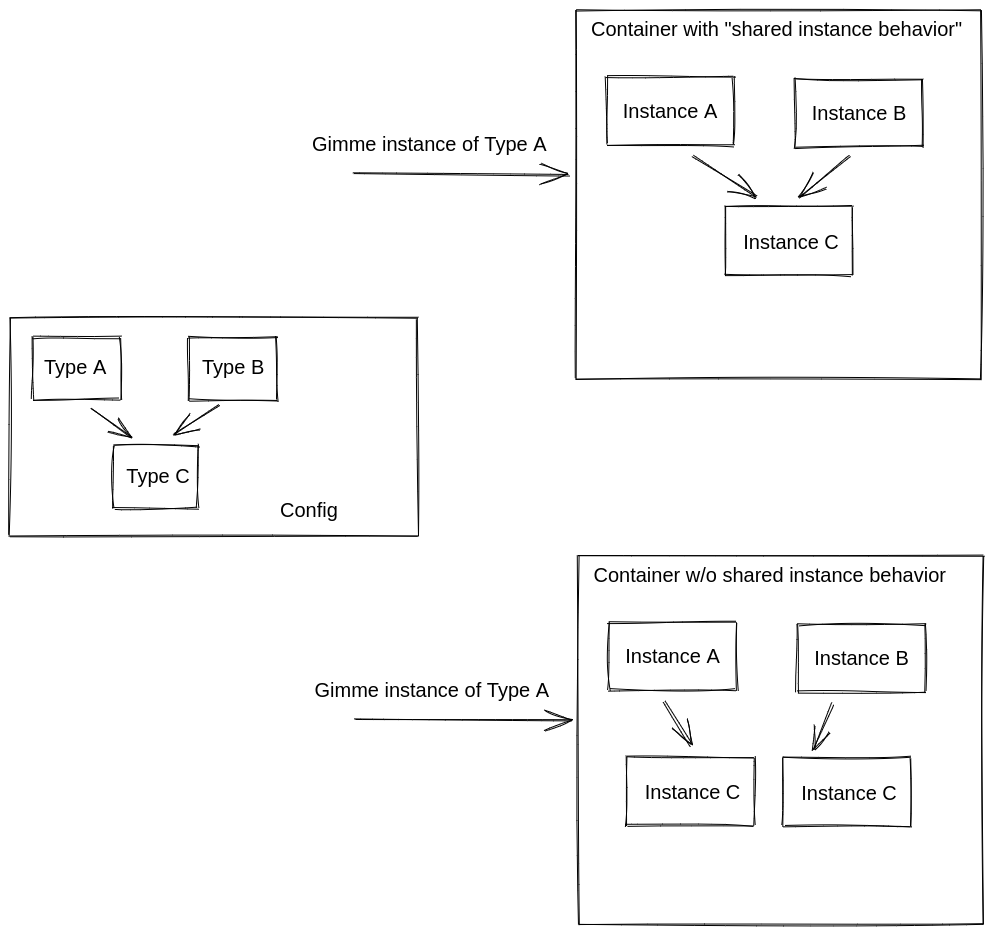 Container with "shared instance behavior"
Instance A
Instance B
Gimme instance of Type A
Instance C
Type A
Type B
Type C
Config
Container w/o shared instance behavior
Instance A
Instance B
Gimme instance of Type A
Instance C
Instance C